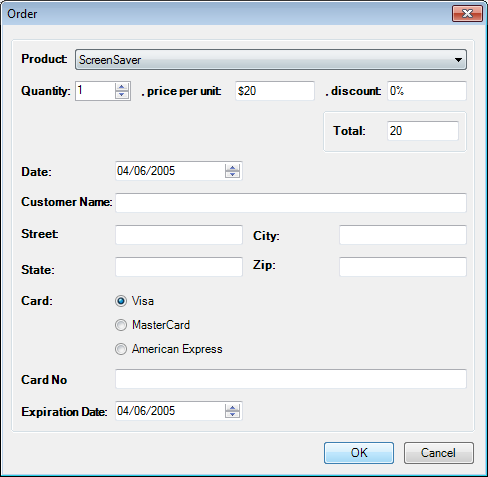 Order
Product: ScreenSaver
Quantity: 1 , price per unit: $20 , discount: 0%
Total: 20
Date: 04/06/2005
Customer Name:
Street: City:
State: Zip:
Card: Visa
MasterCard
American Express
Card No
Expiration Date: 04/06/2005
OK Cancel